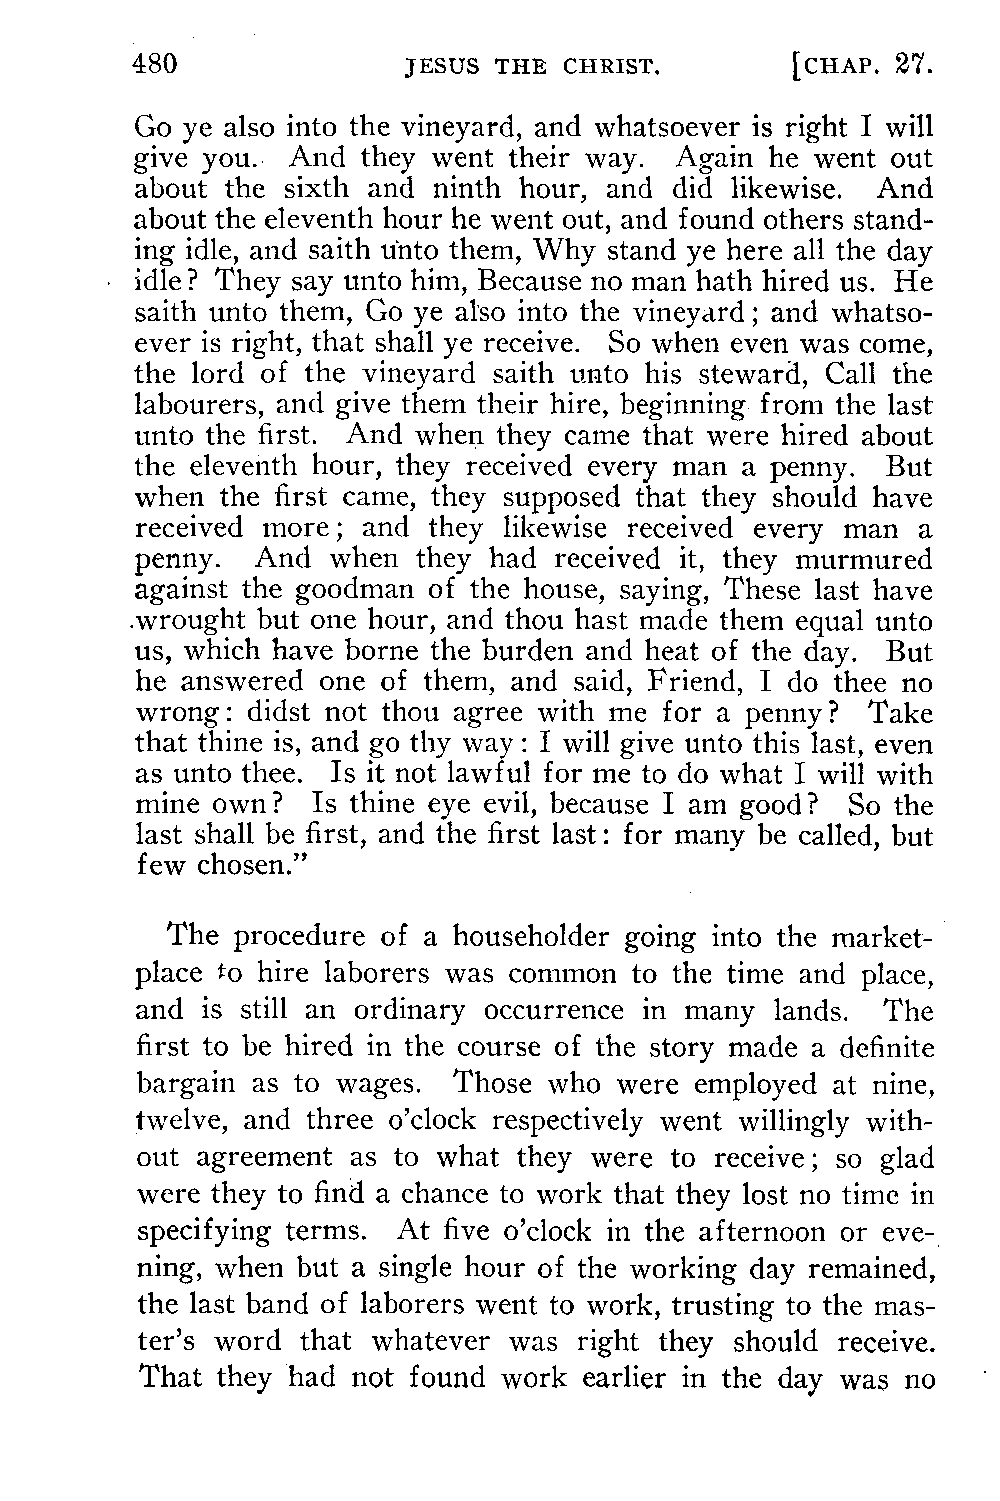 480 JESUS THE CHRIST. [CHAP. 27.
Go ye also into the vineyard, and whatsoever is right I will
give you. And they went their way. Again he went out
about the sixth and ninth hour, and did likewise. And
about the eleventh hour he went out, and found others stand-
ing idle, and saith unto them, Why stand ye here all the day
idle? They say unto him, Because no man hath hired us. He
saith unto them, Go ye also into the vineyard; and whatso-
ever is right, that shall ye receive. So when even was come,
the lord of the vineyard saith unto his steward, Call the
labourers, and give them their hire, beginning from the last
unto the first. And when they came that were hired about
the eleventh hour, they received every man a penny. But
when the first came, they supposed that they should have
received more; and they likewise received every man a
penny. And when they had received it, they murmured
against the goodman of the house, saying, These last have
wrought but one hour, and thou hast made them equal unto
us, which have borne the burden and heat of the day. But
he answered one of them, and said, Friend, I do thee no
wrong: didst not thou agree with me for a penny? Take
that thine is, and go thy way: I will give unto this last, even
as unto thee. Is it not lawful for me to do what I will with
mine own? Is thine eye evil, because I am good? So the
last shall be first, and the first last: for many be called, but
few chosen."
The procedure of a householder going into the market-
place to hire laborers was common to the time and place,
and is still an ordinary occurrence in many lands. The
first to be hired in the course of the story made a definite
bargain as to wages. Those who were employed at nine,
twelve, and three o'clock respectively went willingly with-
out agreement as to what they were to receive; so glad
were they to find a chance to work that they lost no time in
specifying terms. At five o'clock in the afternoon or eve-
ning, when but a single hour of the working day remained,
the last band of laborers went to work, trusting to the mas-
ter's word that whatever was right they should receive.
That they had not found work earlier in the day was no